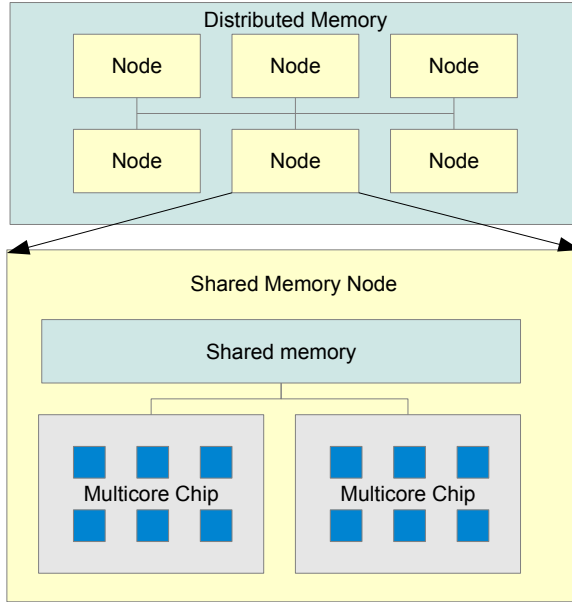 Distributed Memory
Node
Node
Node
Node
Node
Node
Shared Memory Node
Shared memory
Multicore Chip
Multicore Chip